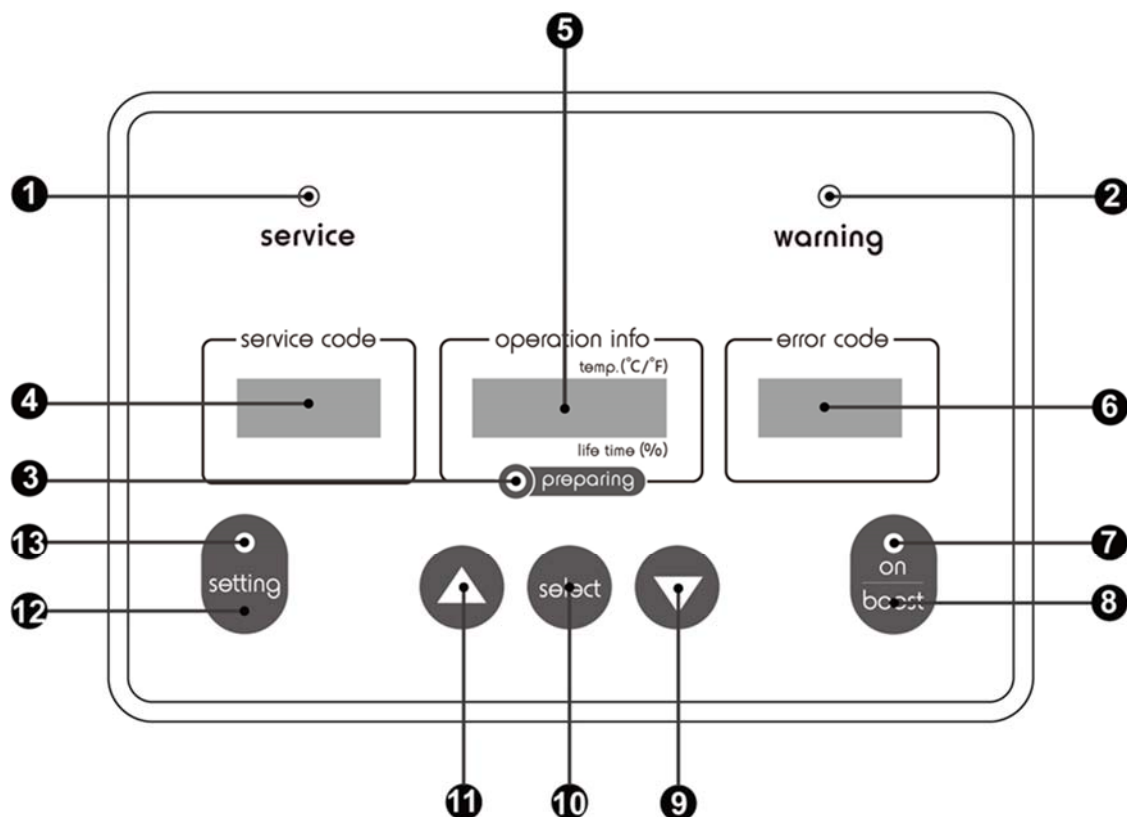 5
1
2
service
warning
service code
operation info
error code
temp.(°C/°F)
4
6
life time (%)
3
preparing
13
7
setting
on
select
12
boost
8
11
10
9